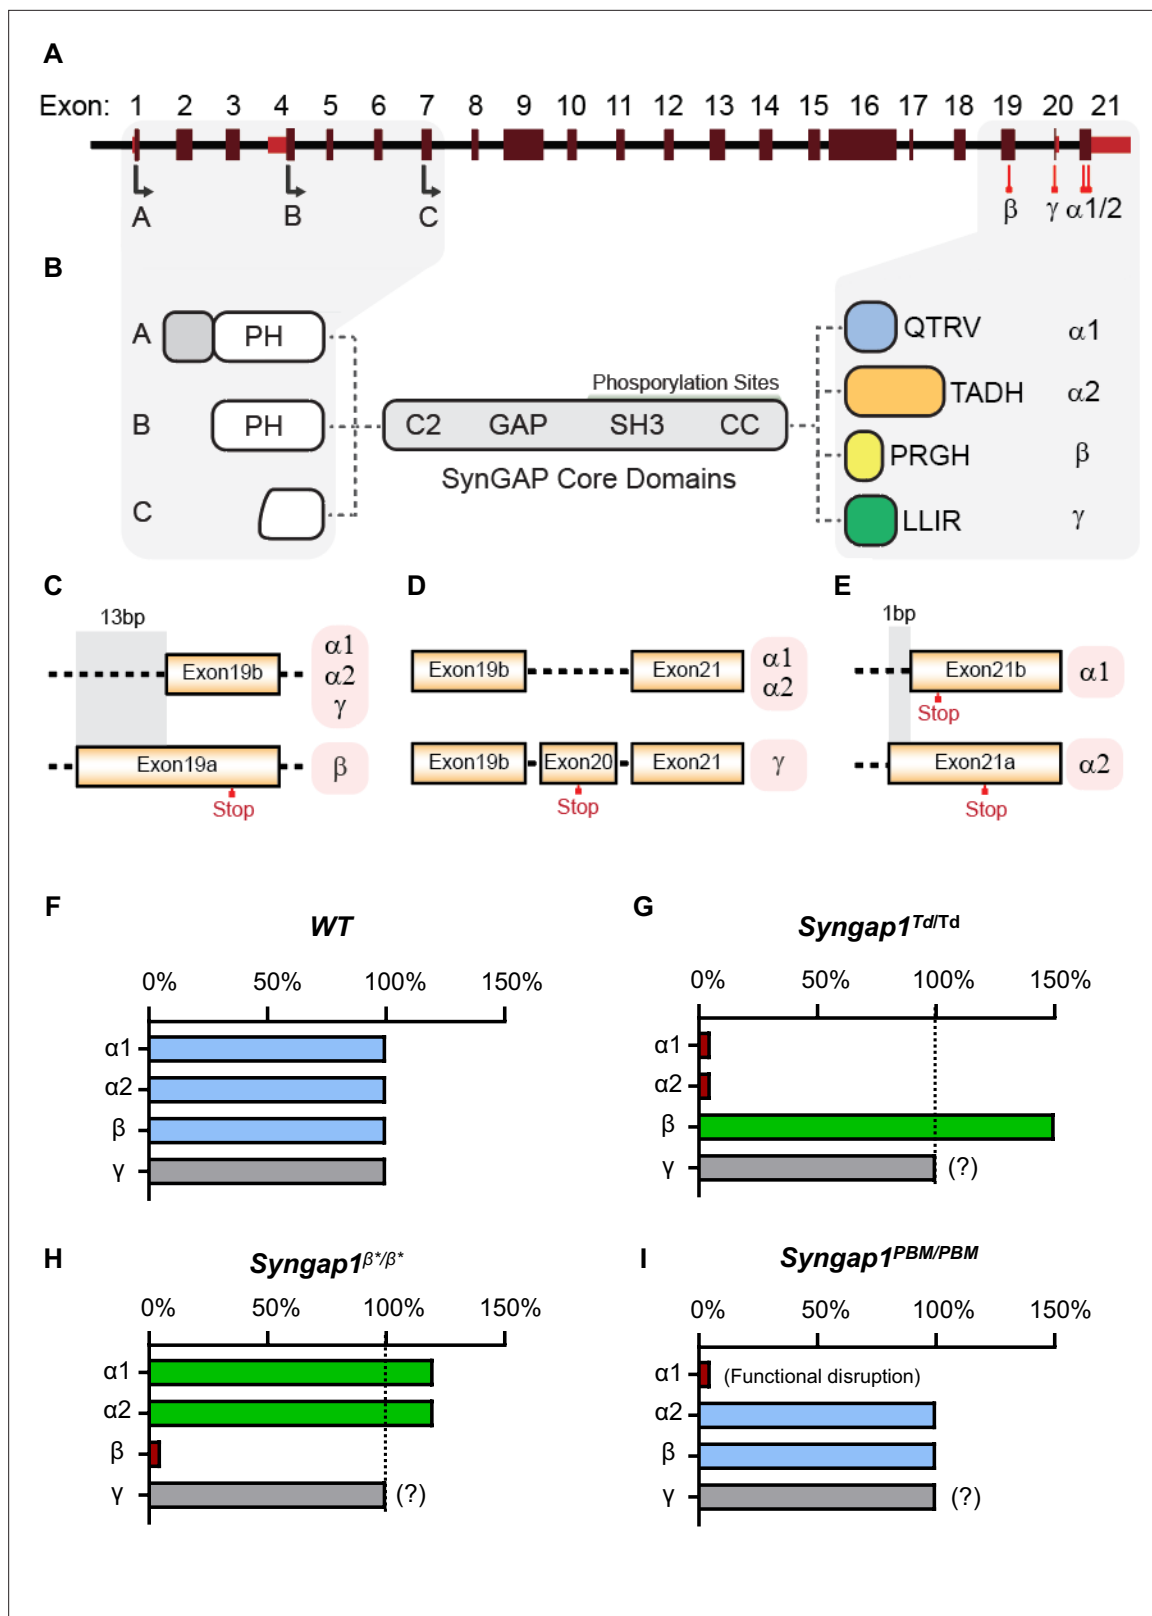 A
Exon: 1 2 3 4 5 6 7 8 9 10 11 12 13 14 15 16 17 18 19 20 21
A B C β γ α1/2
B
A PH
B PH
C
Phosporylation Sites
C2 GAP SH3 CC
SynGAP Core Domains
QTRV α1
TADH α2
PRGH β
LLIR γ
C
13bp
Exon19b
α1
α2
γ
Exon19a
β
Stop
D
Exon19b Exon21
α1
α2
Exon19b Exon20 Exon21
γ
Stop
E
1bp
Exon21b
α1
Stop
Exon21a
α2
Stop
F
WT
0% 50% 100% 150%
α1
α2
β
γ
G
Syngap1Td/Td
0% 50% 100% 150%
α1
α2
β
γ (?)
H
Syngap1β*/β*
0% 50% 100% 150%
α1
α2
β
γ (?)
I
Syngap1PBM/PBM
0% 50% 100% 150%
α1 (Functional disruption)
α2
β
γ (?)